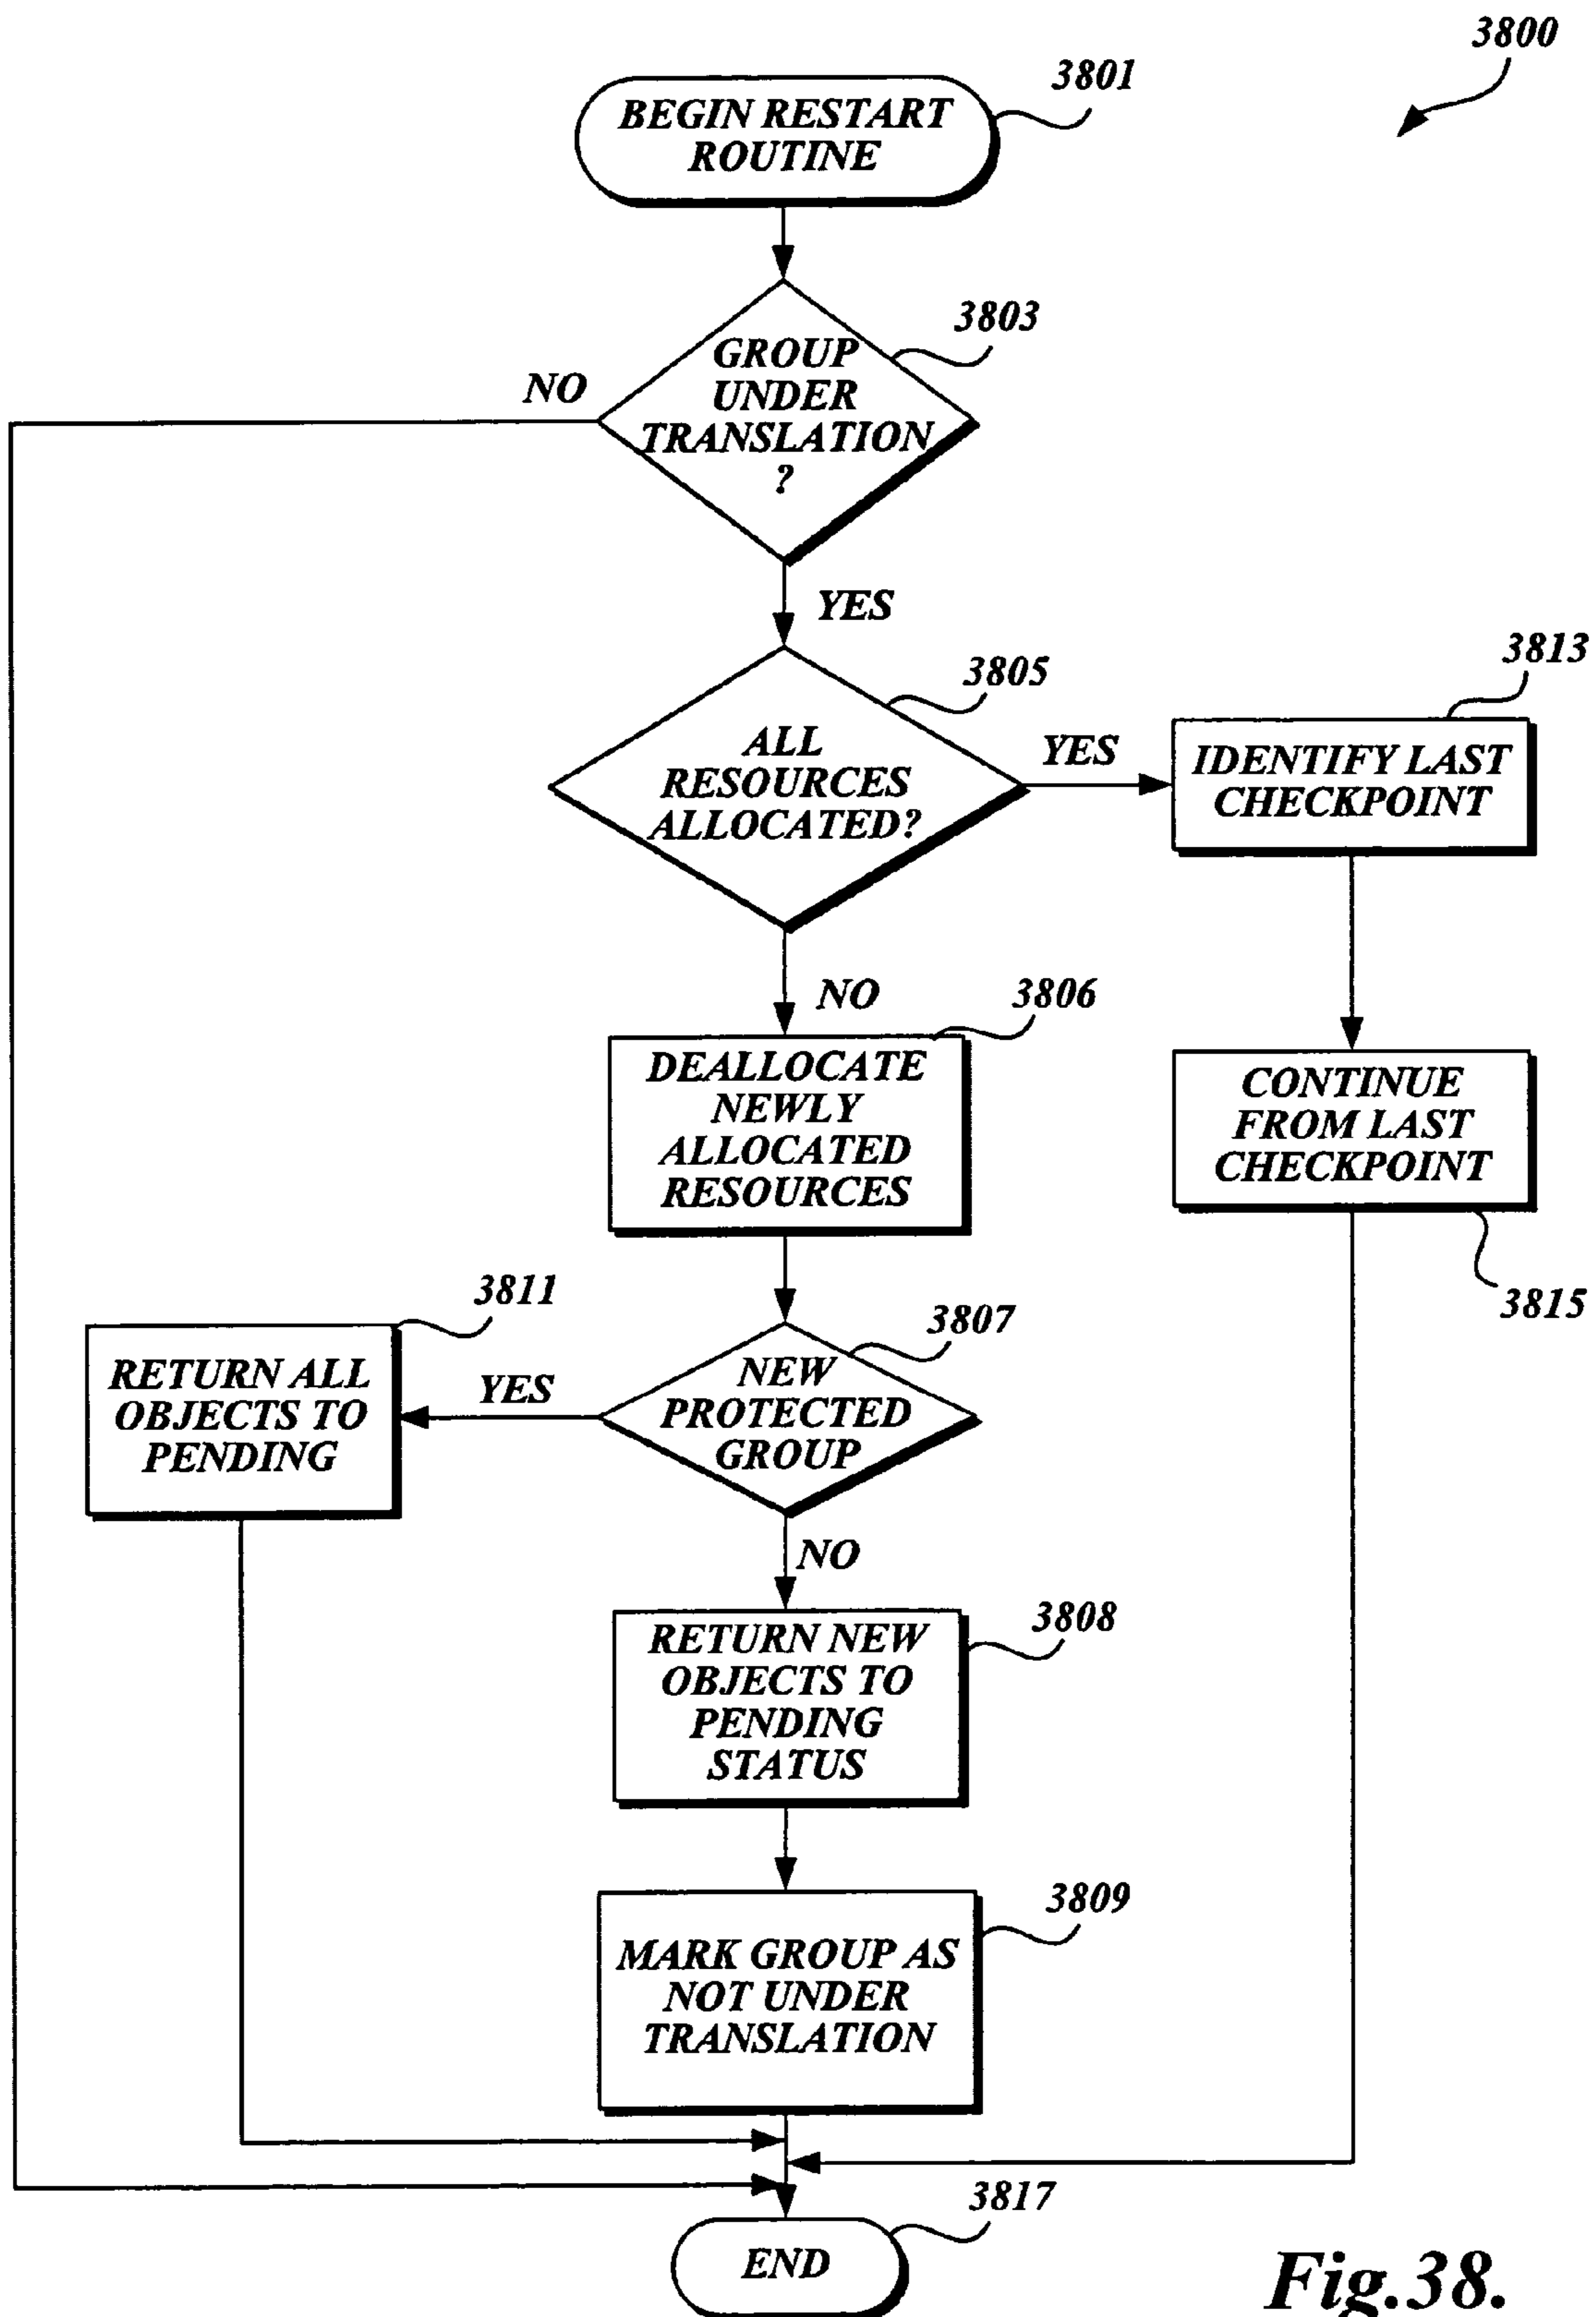 3800
3801
BEGIN RESTART
ROUTINE
3803
GROUP
UNDER
TRANSLATION
?
NO
YES
3805
ALL
RESOURCES
ALLOCATED?
YES
3813
IDENTIFY LAST
CHECKPOINT
NO
3806
DEALLOCATE
NEWLY
ALLOCATED
RESOURCES
CONTINUE
FROM LAST
CHECKPOINT
3815
3811
RETURN ALL
OBJECTS TO
PENDING
YES
3807
NEW
PROTECTED
GROUP
NO
3808
RETURN NEW
OBJECTS TO
PENDING
STATUS
3809
MARK GROUP AS
NOT UNDER
TRANSLATION
3817
END
Fig.38.